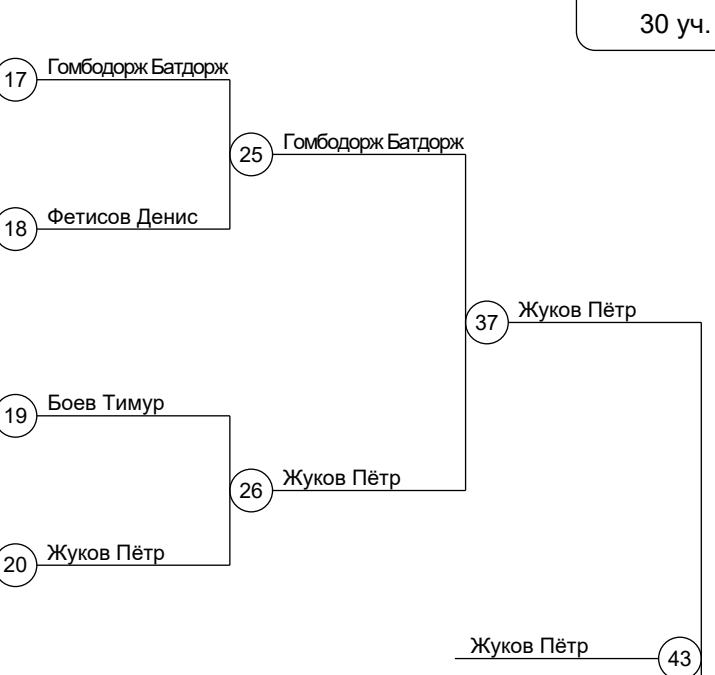 30 уч.
17 Гомбодорж Батдорж
25 Гомбодорж Батдорж
18 Фетисов Денис
37 Жуков Пётр
19 Боев Тимур
26 Жуков Пётр
20 Жуков Пётр
Жуков Пётр 43